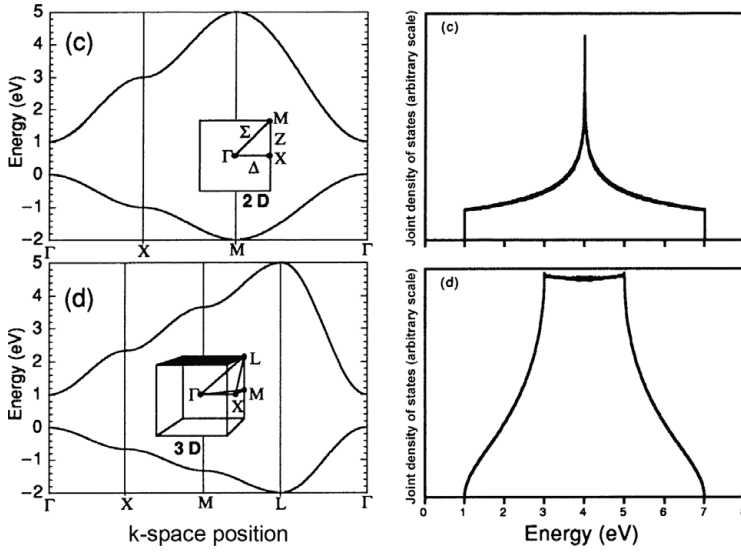 (c)
Energy (eV)
5
4
3
2
1
0
−1
−2
Γ
X
M
Γ
Σ
M
Z
Γ
X
Δ
2 D
(c)
Joint density of states (arbitrary scale)
(d)
Energy (eV)
5
4
3
2
1
0
−1
−2
Γ
X
M
L
Γ
L
Γ
M
X
3 D
k-space position
(d)
Joint density of states (arbitrary scale)
0 1 2 3 4 5 6 7 8
Energy (eV)